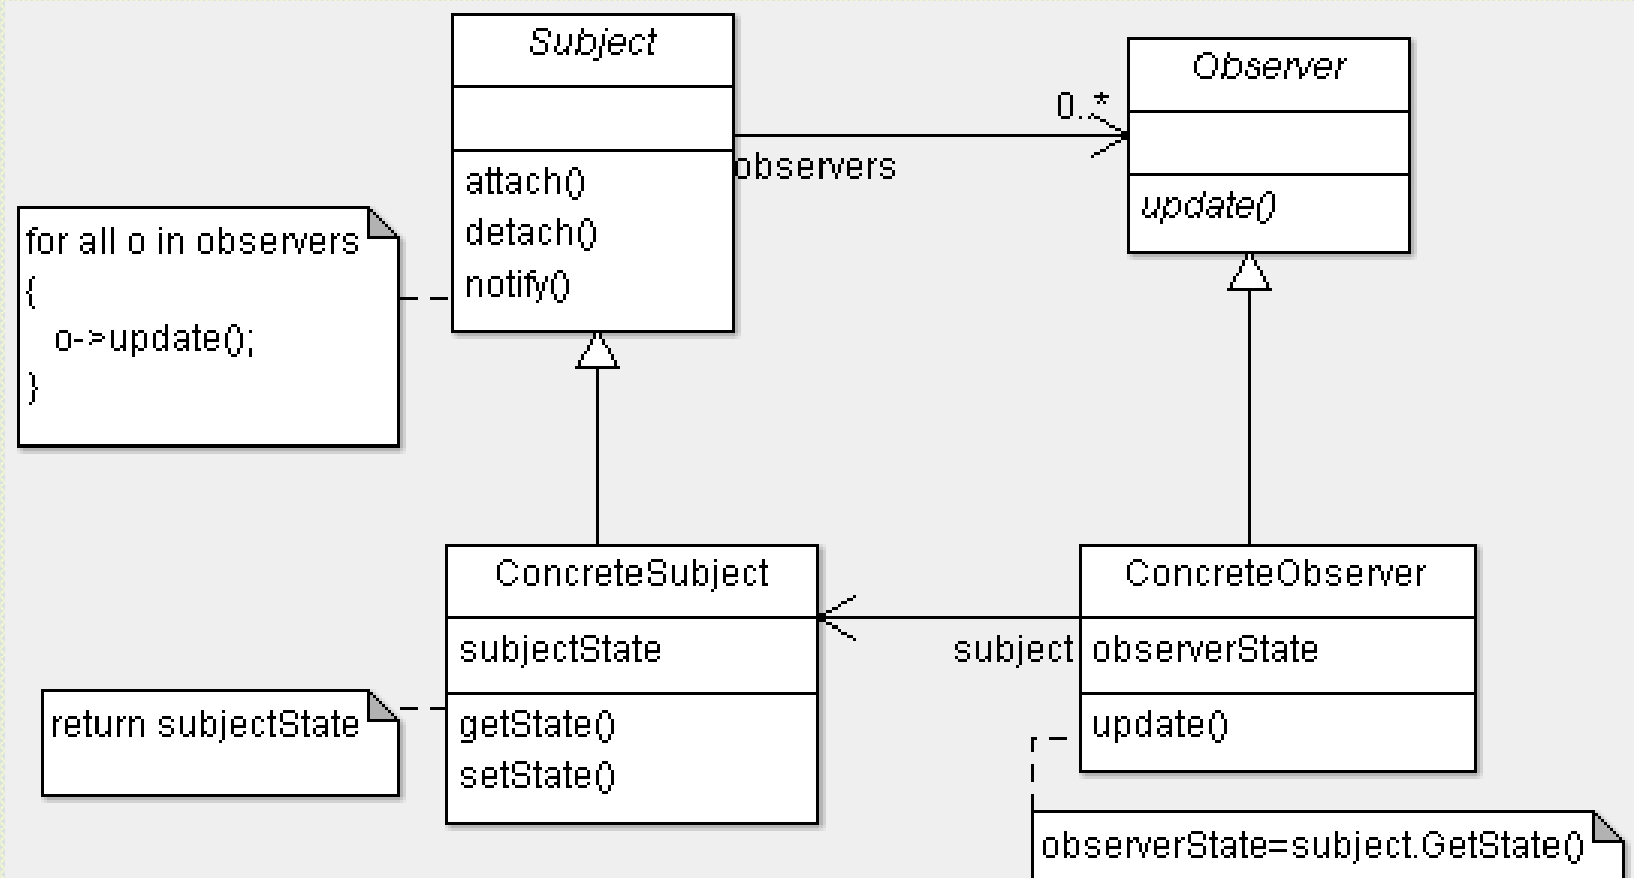 Subject
attach()
detach()
notify()
0..*
observers
Observer
update()
for all o in observers
{
o->update();
}
ConcreteSubject
subjectState
getState()
setState()
subject
ConcreteObserver
observerState
update()
return subjectState
observerState=subject.GetState()